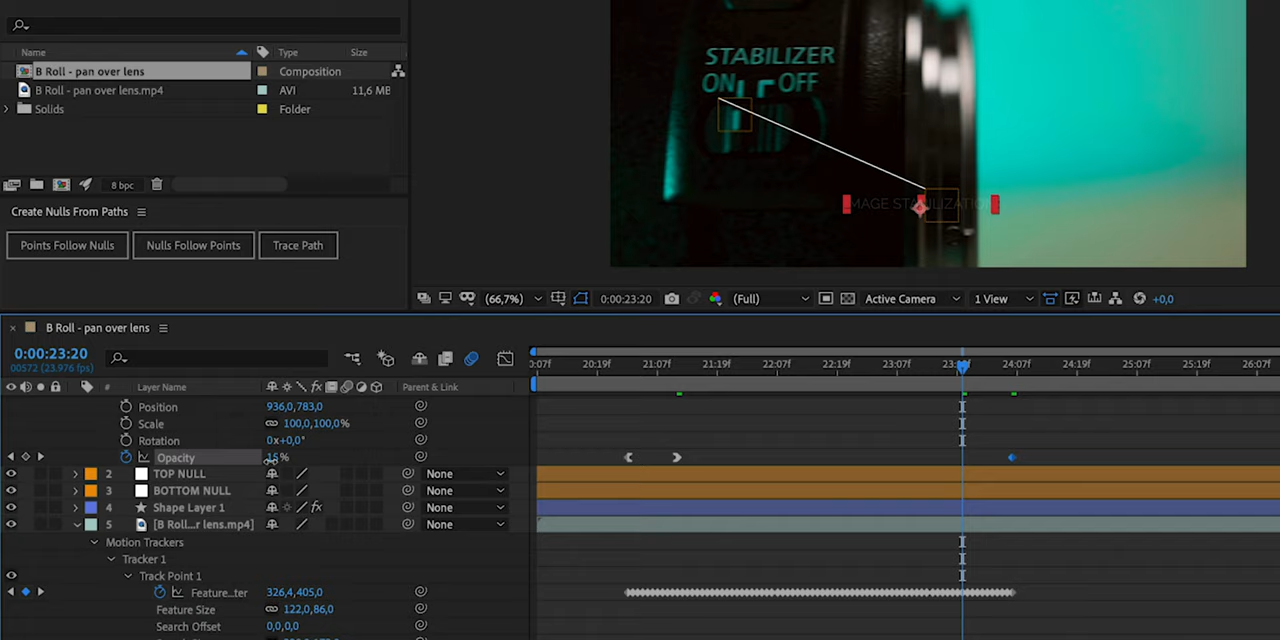 Name Type Size
B Roll - pan over lens Composition
B Roll - pan over lens.mp4 AVI 11,6 MB
Solids Folder
8 bpc
Create Nulls From Paths
Points Follow Nulls Nulls Follow Points Trace Path
STABILIZER
ON OFF
IMAGE STABILIZATION
(66,7%) 0:00:23:20 (Full) Active Camera 1 View +0,0
B Roll - pan over lens
0:00:23:20
00572 (23.976 fps)
:07f 20:19f 21:07f 21:19f 22:07f 22:19f 23:07f 24:07f 24:19f 25:07f 25:19f 26:07f
# Layer Name fx Parent & Link
Position 936,0,783,0
Scale 100,0,100,0%
Rotation 0x+0,0°
Opacity 15%
2 TOP NULL None
3 BOTTOM NULL None
4 Shape Layer 1 fx None
5 [B Roll...r lens.mp4] None
Motion Trackers
Tracker 1
Track Point 1
Feature...ter 326,4,405,0
Feature Size 122,0,86,0
Search Offset 0,0,0,0